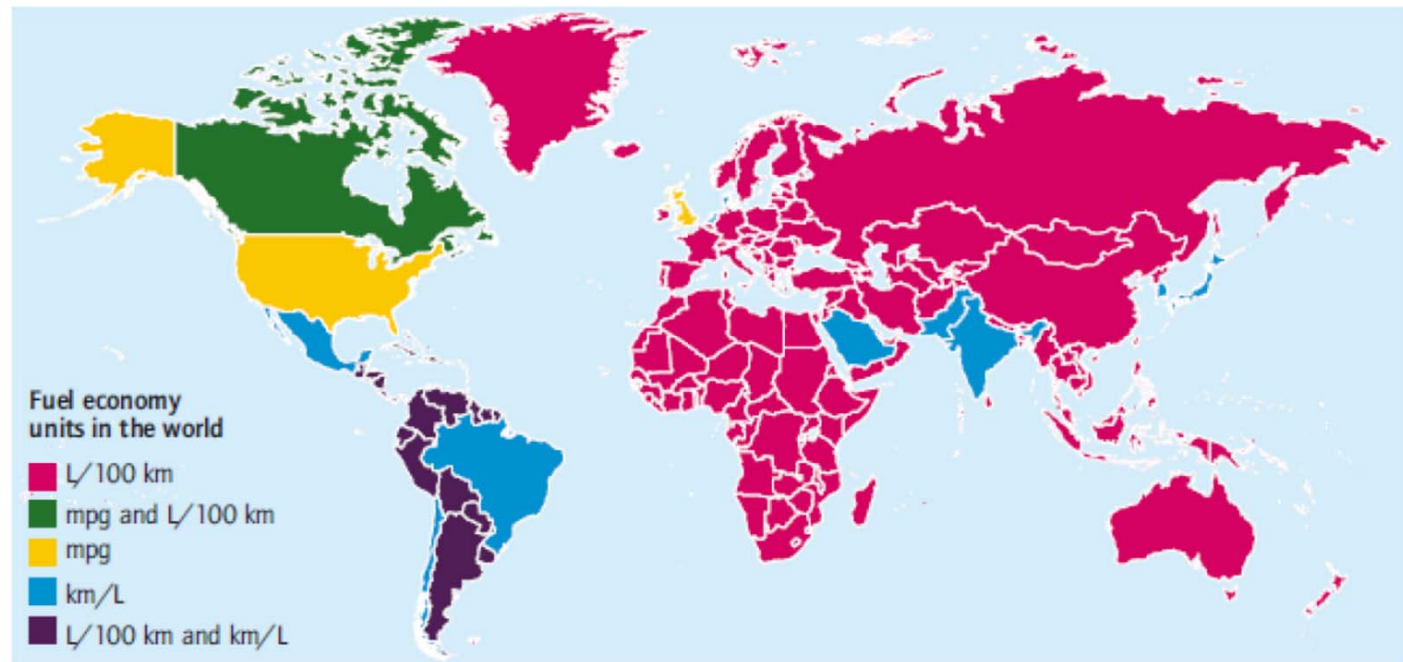 Fuel economy
units in the world
L/100 km
mpg and L/100 km
mpg
km/L
L/100 km and km/L